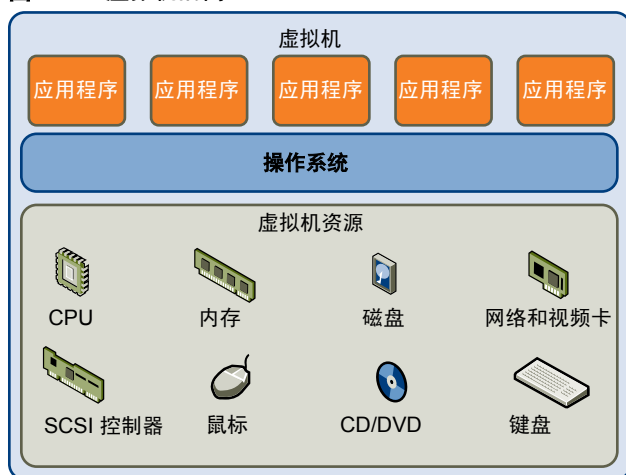 虚拟机
应用程序 应用程序 应用程序 应用程序 应用程序
操作系统
虚拟机资源
CPU 内存 磁盘 网络和视频卡
SCSI 控制器 鼠标 CD/DVD 键盘